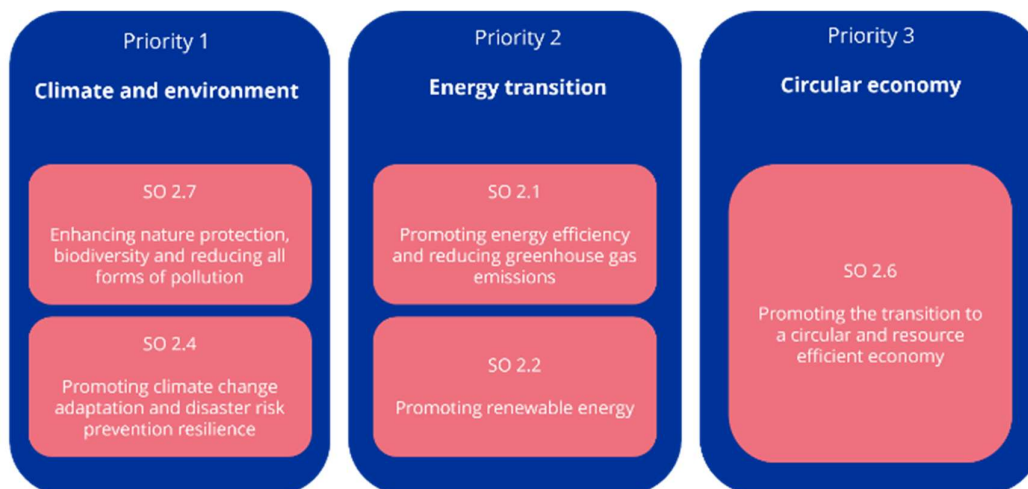 Priority 1
Climate and environment
SO 2.7
Enhancing nature protection,
biodiversity and reducing all
forms of pollution
SO 2.4
Promoting climate change
adaptation and disaster risk
prevention resilience
Priority 2
Energy transition
SO 2.1
Promoting energy efficiency
and reducing greenhouse gas
emissions
SO 2.2
Promoting renewable energy
Priority 3
Circular economy
SO 2.6
Promoting the transition to
a circular and resource
efficient economy